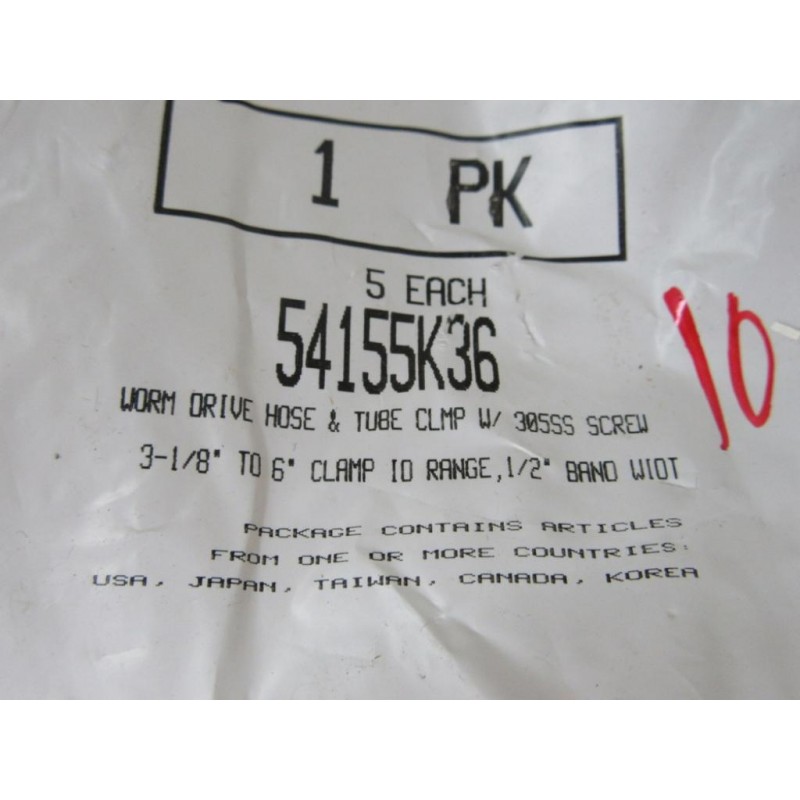 1 PK
5 EACH
54155K36
10
WORM DRIVE HOSE & TUBE CLMP W/ 305SS SCREW
3-1/8" TO 6" CLAMP ID RANGE, 1/2" BAND WIDT
PACKAGE CONTAINS ARTICLES
FROM ONE OR MORE COUNTRIES:
USA, JAPAN, TAIWAN, CANADA, KOREA